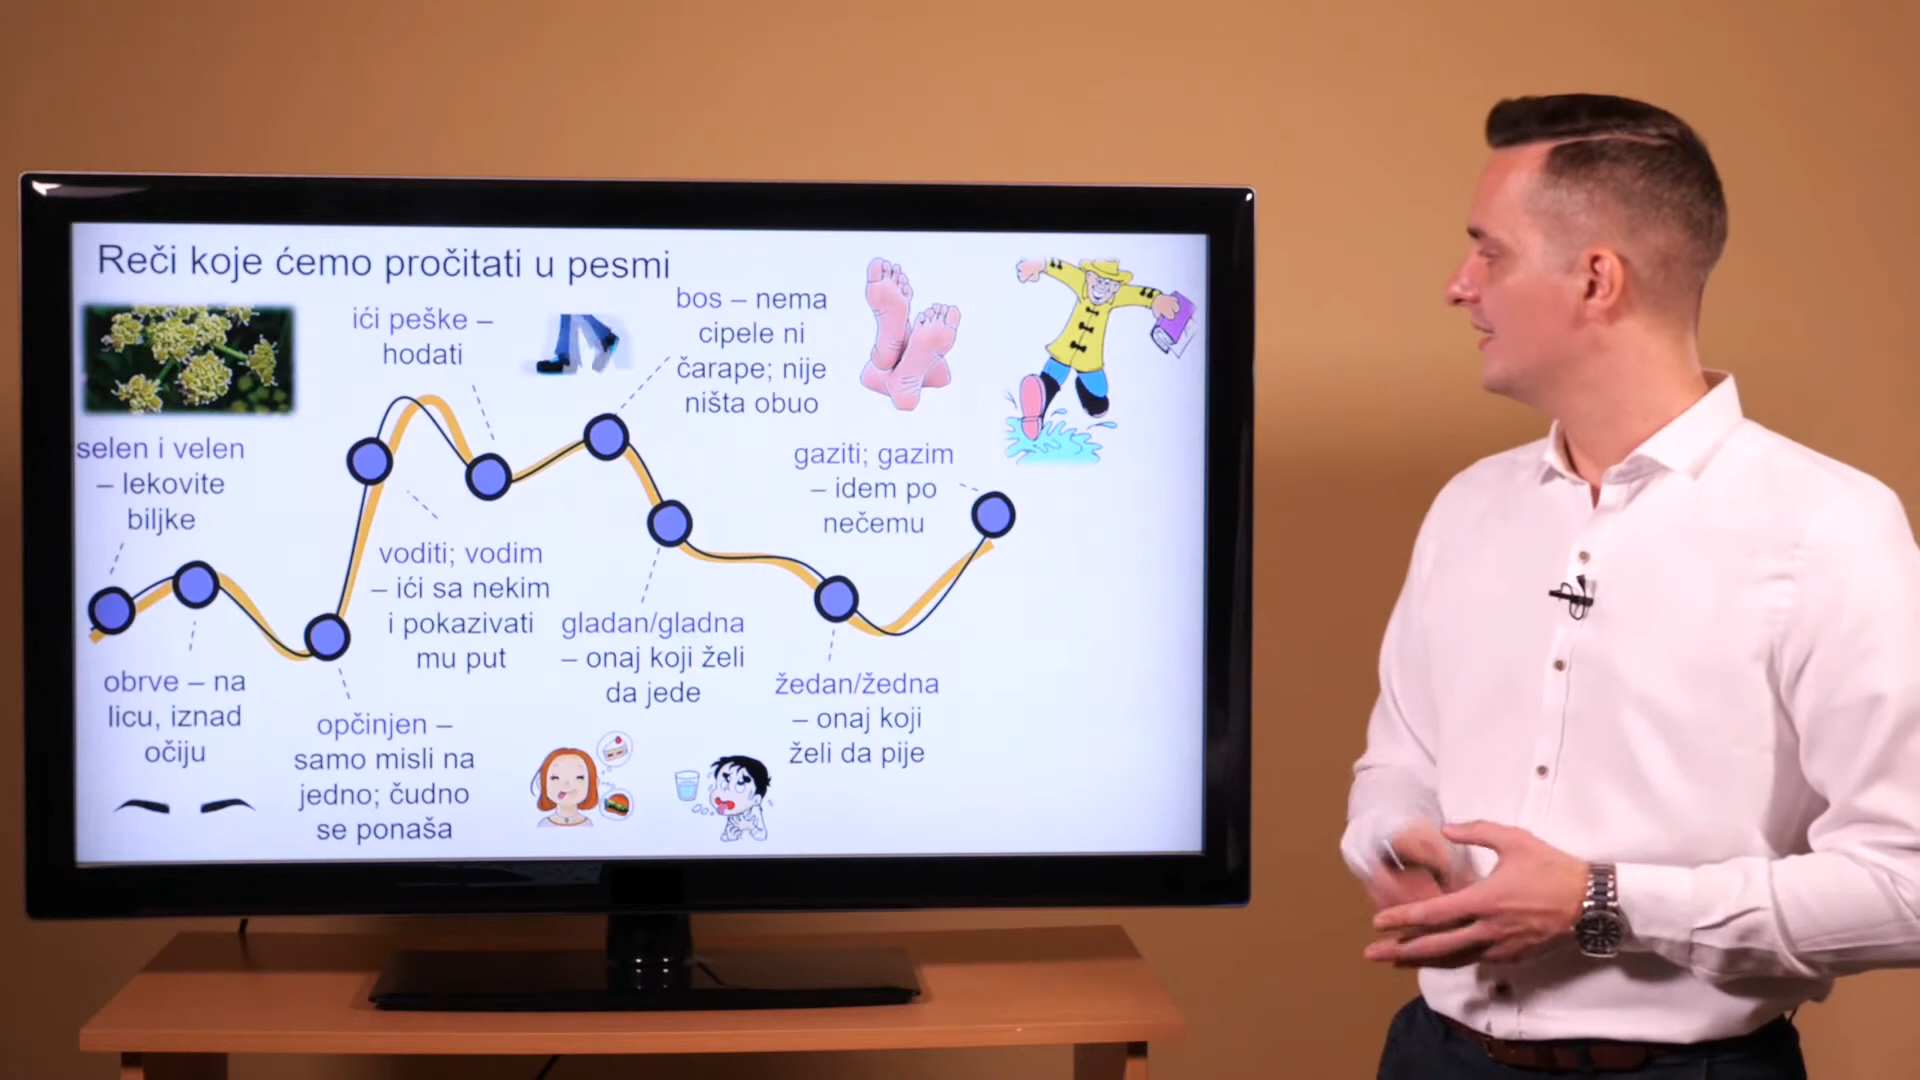 Reči koje ćemo pročitati u pesmi
selen i velen
– lekovite
biljke
obrve – na
licu, iznad
očiju
opčinjen –
samo misli na
jedno; čudno
se ponaša
voditi; vodim
– ići sa nekim
i pokazivati
mu put
ići peške –
hodati
bos – nema
cipele ni
čarape; nije
ništa obuo
gladan/gladna
– onaj koji želi
da jede
žedan/žedna
– onaj koji
želi da pije
gaziti; gazim
– idem po
nečemu